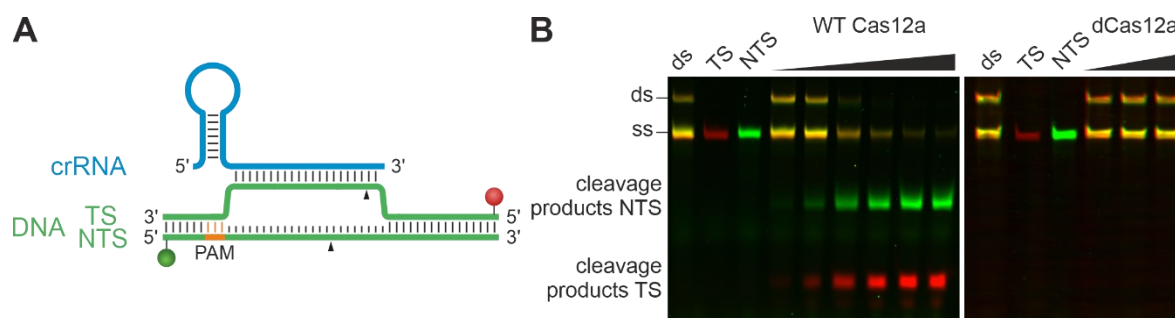 A
5' 3'
crRNA
DNA TS 3' 5'
NTS 5' 3'
PAM
B
WT Cas12a dCas12a
ds TS NTS ds TS NTS
ds
ss
cleavage
products NTS
cleavage
products TS